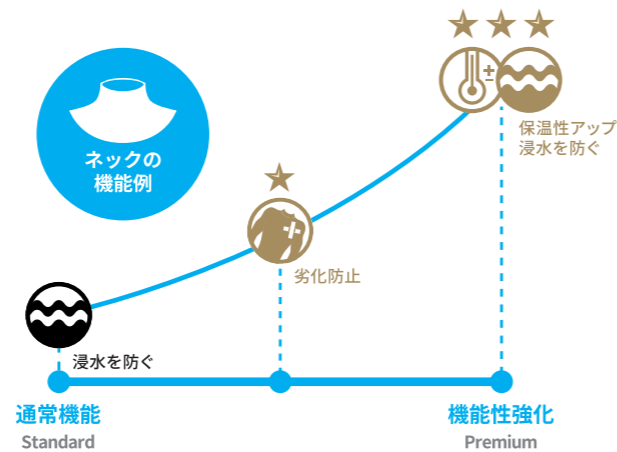 ネックの
機能例
保温性アップ
浸水を防ぐ
劣化防止
浸水を防ぐ
通常機能
Standard
機能性強化
Premium